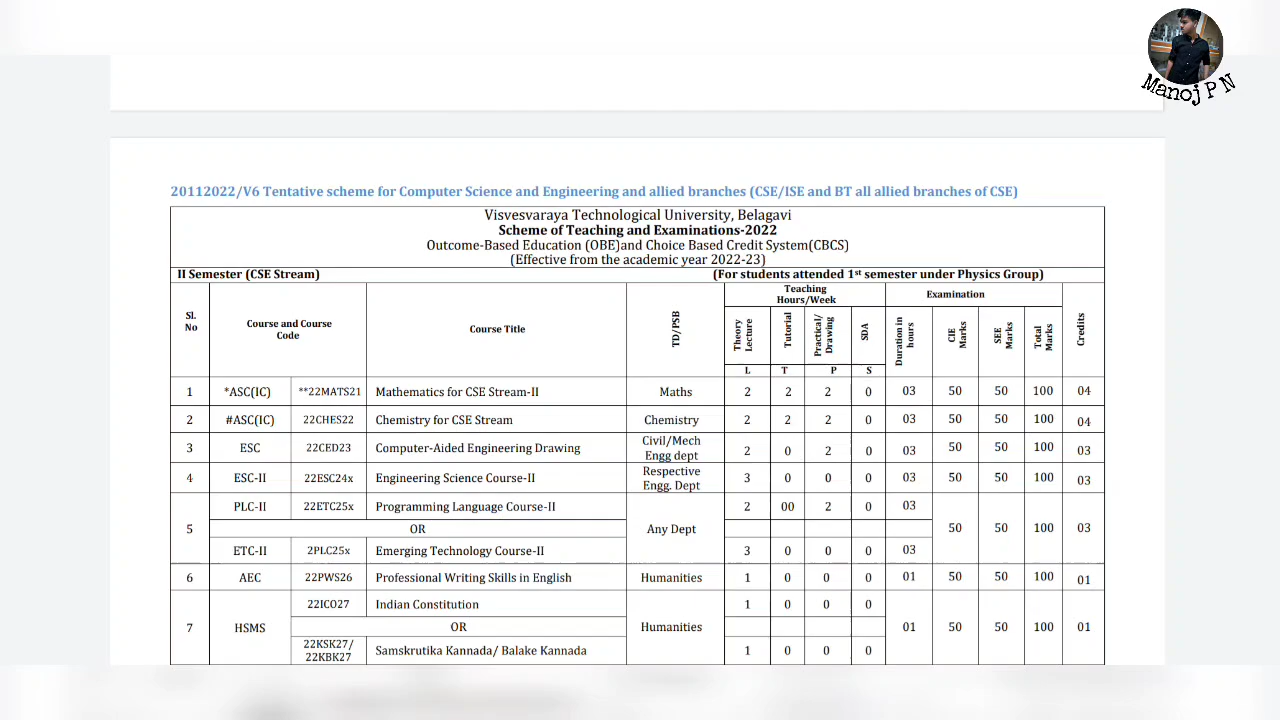 Manoj P N
20112022/V6 Tentative scheme for Computer Science and Engineering and allied branches (CSE/ISE and BT all allied branches of CSE)
Visvesvaraya Technological University, Belagavi
Scheme of Teaching and Examinations-2022
Outcome-Based Education (OBE)and Choice Based Credit System(CBCS)
(Effective from the academic year 2022-23)
II Semester (CSE Stream) (For students attended 1st semester under Physics Group)
Sl. No Course and Course Code Course Title TD/PSB Teaching Hours/Week Examination Credits
Theory Lecture Tutorial Practical/ Drawing SDA Duration in hours CIE Marks SEE Marks Total Marks
L T P S
1 *ASC(IC) **22MATS21 Mathematics for CSE Stream-II Maths 2 2 2 0 03 50 50 100 04
2 #ASC(IC) 22CHES22 Chemistry for CSE Stream Chemistry 2 2 2 0 03 50 50 100 04
3 ESC 22CED23 Computer-Aided Engineering Drawing Civil/Mech Engg dept 2 0 2 0 03 50 50 100 03
4 ESC-II 22ESC24x Engineering Science Course-II Respective Engg. Dept 3 0 0 0 03 50 50 100 03
PLC-II 22ETC25x Programming Language Course-II 2 00 2 0 03
5 OR Any Dept 50 50 100 03
ETC-II 2PLC25x Emerging Technology Course-II 3 0 0 0 03
6 AEC 22PWS26 Professional Writing Skills in English Humanities 1 0 0 0 01 50 50 100 01
22ICO27 Indian Constitution 1 0 0 0
7 HSMS OR Humanities 01 50 50 100 01
22KSK27/ 22KBK27 Samskrutika Kannada/ Balake Kannada 1 0 0 0